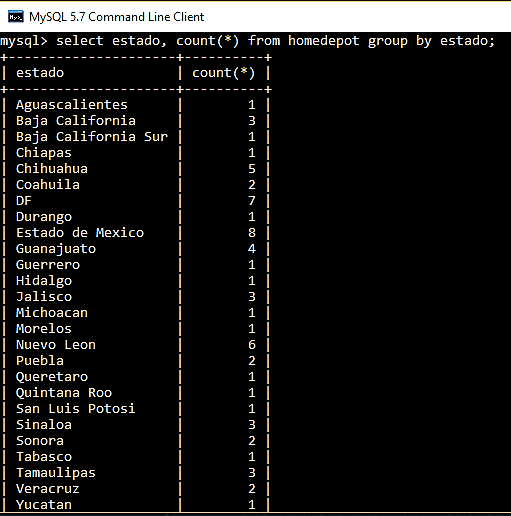 MySQL 5.7 Command Line Client
mysql> select estado, count(*) from homedepot group by estado;
+---------------------+----------+
| estado              | count(*) |
+---------------------+----------+
| Aguascalientes      |        1 |
| Baja California     |        3 |
| Baja California Sur |        1 |
| Chiapas             |        1 |
| Chihuahua           |        5 |
| Coahuila            |        2 |
| DF                  |        7 |
| Durango             |        1 |
| Estado de Mexico    |        8 |
| Guanajuato          |        4 |
| Guerrero            |        1 |
| Hidalgo             |        1 |
| Jalisco             |        3 |
| Michoacan           |        1 |
| Morelos             |        1 |
| Nuevo Leon          |        6 |
| Puebla              |        2 |
| Queretaro           |        1 |
| Quintana Roo        |        1 |
| San Luis Potosi     |        1 |
| Sinaloa             |        3 |
| Sonora              |        2 |
| Tabasco             |        1 |
| Tamaulipas          |        3 |
| Veracruz            |        2 |
| Yucatan             |        1 |